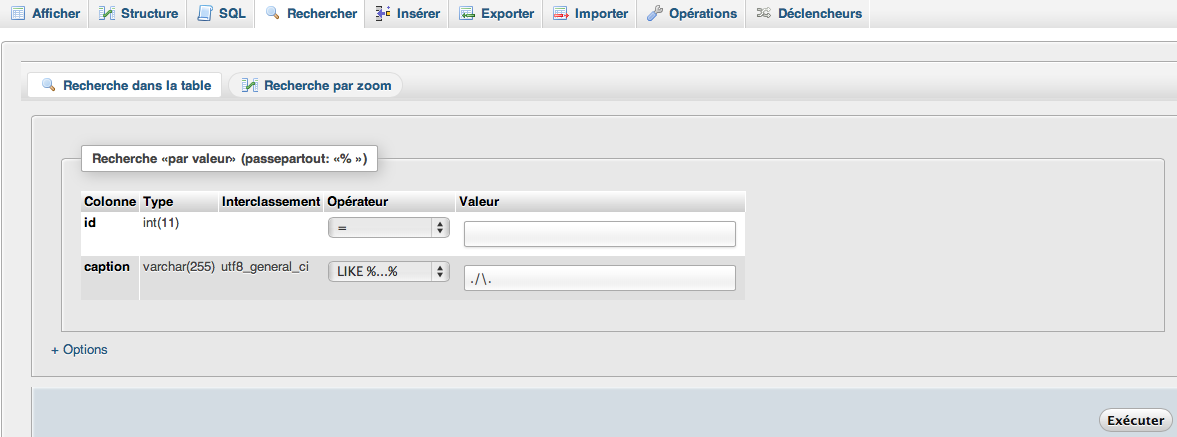 Afficher Structure SQL Rechercher Insérer Exporter Importer Opérations Déclencheurs
Recherche dans la table Recherche par zoom
Recherche «par valeur» (passepartout: «% »)
Colonne Type Interclassement Opérateur Valeur
id int(11) =
caption varchar(255) utf8_general_ci LIKE %...% ./\.
+ Options
Exécuter